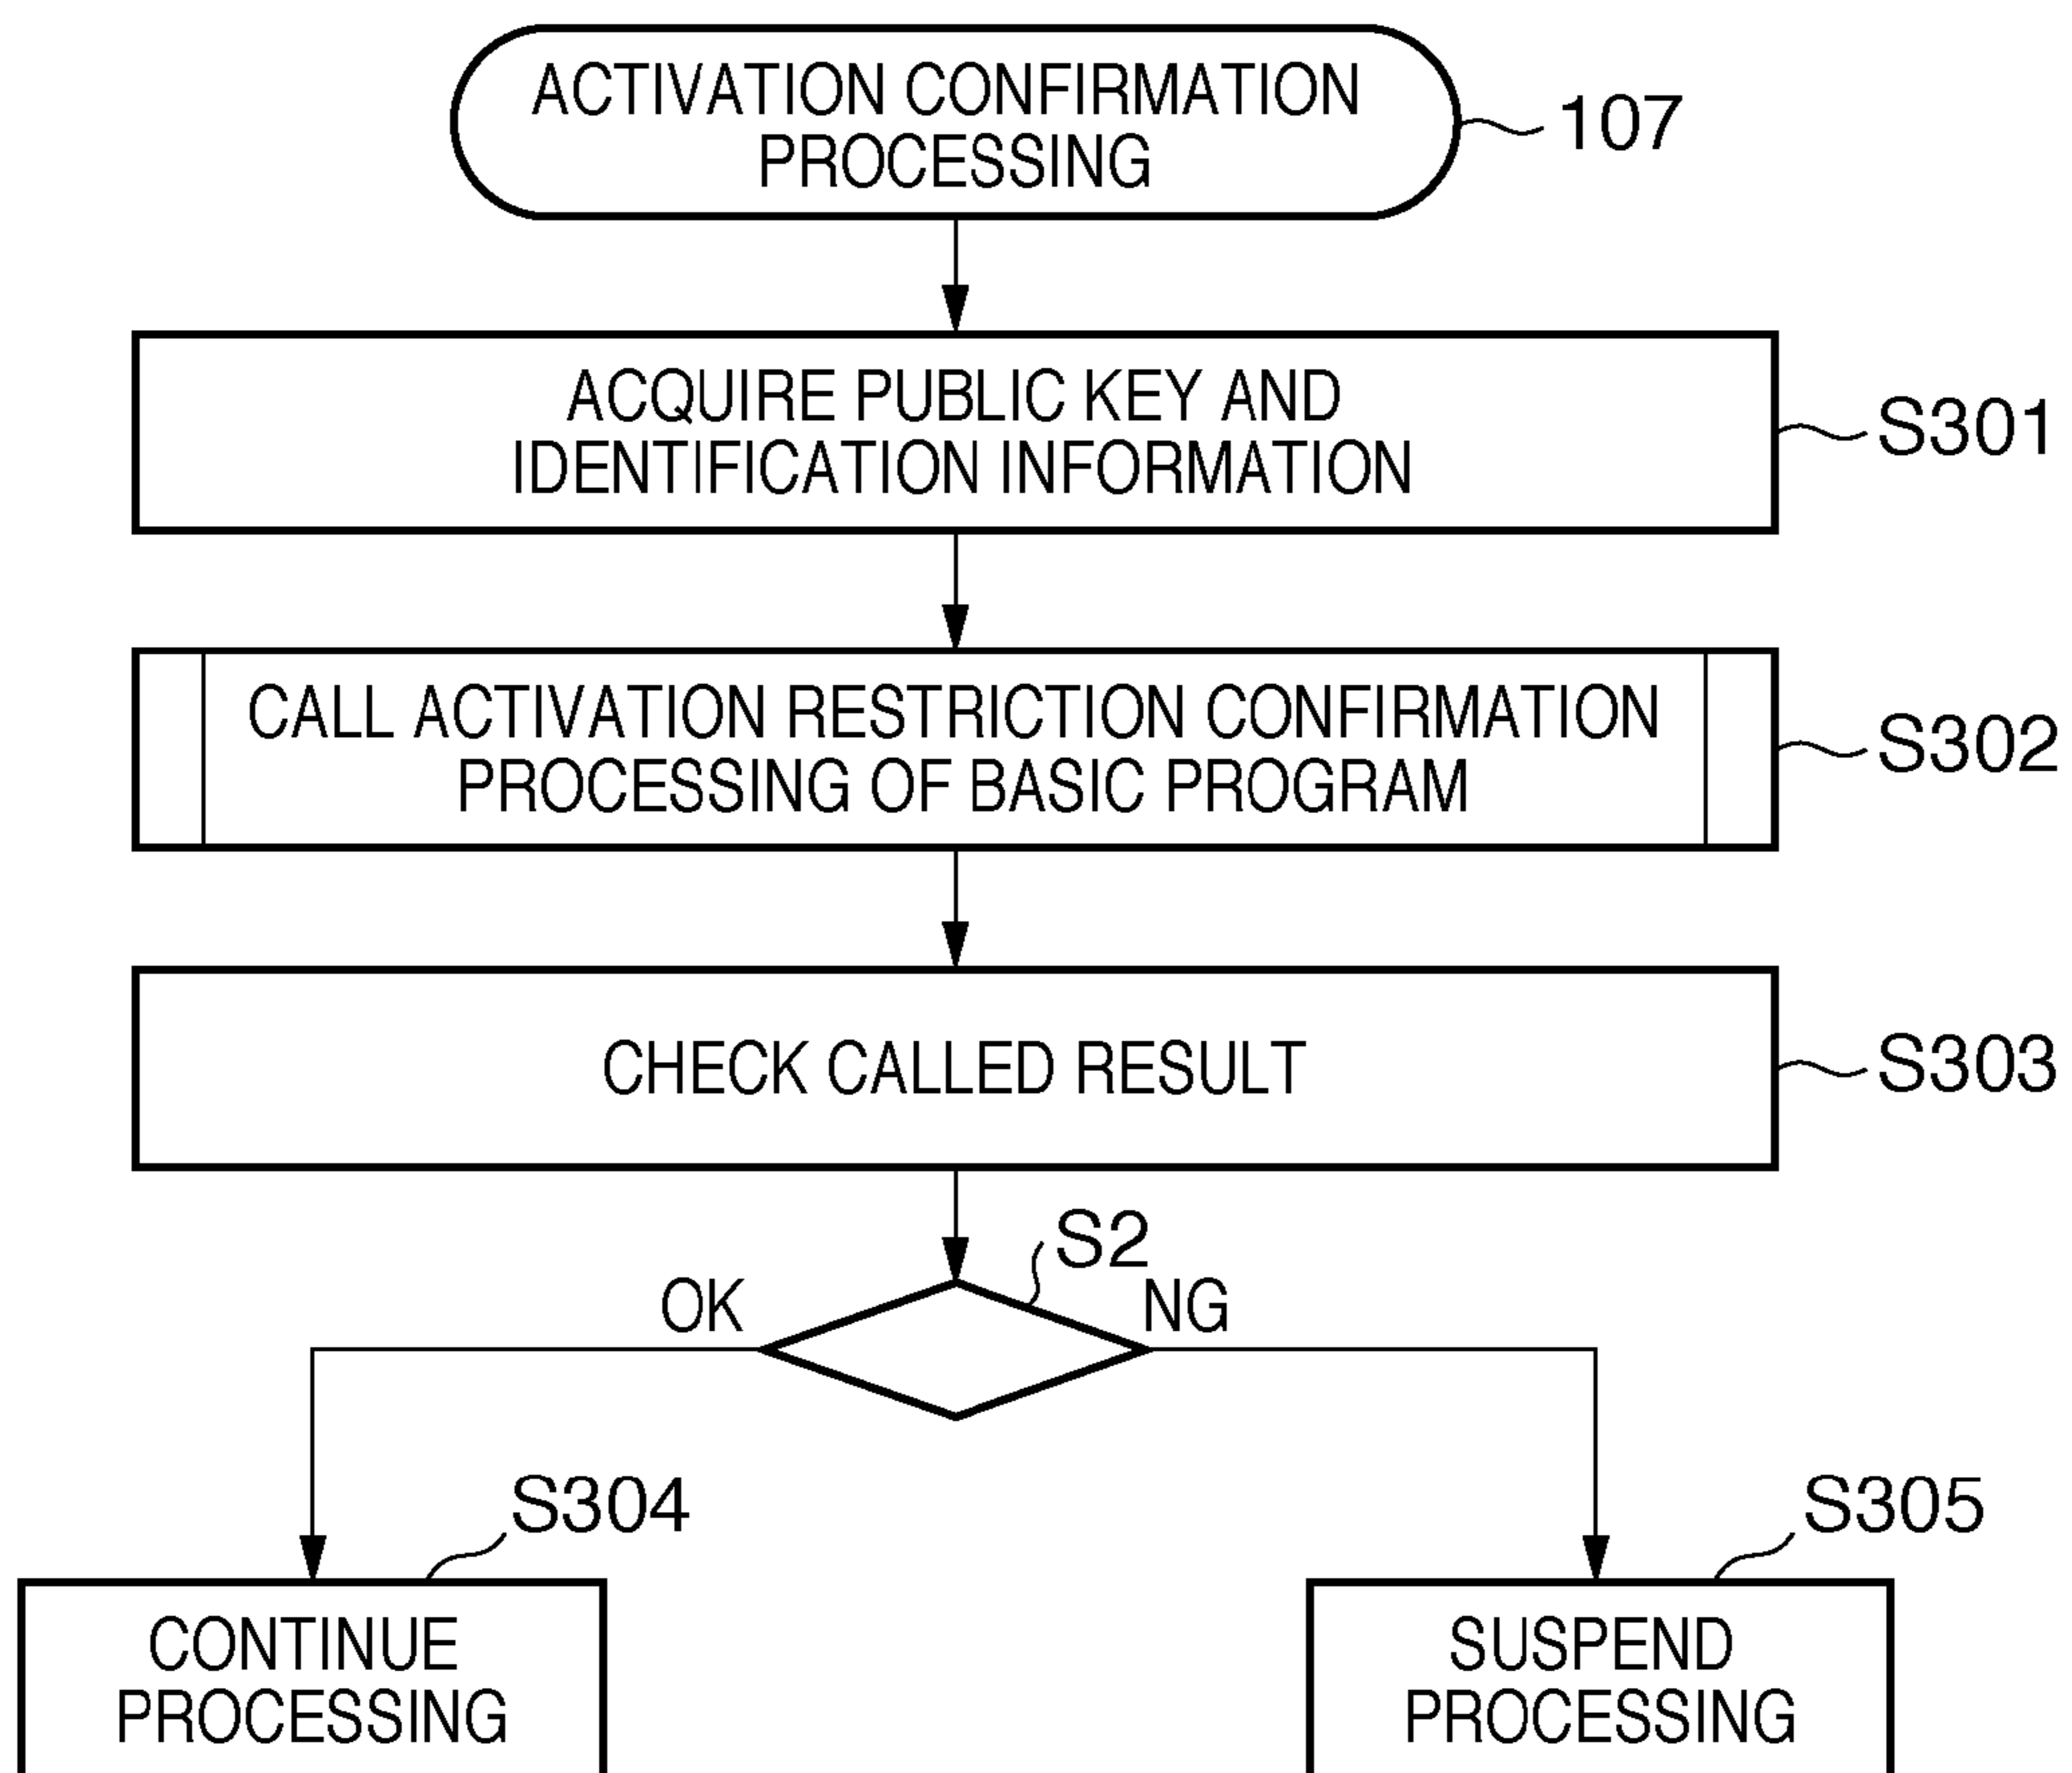 ACTIVATION CONFIRMATION
PROCESSING
107
ACQUIRE PUBLIC KEY AND
IDENTIFICATION INFORMATION
S301
CALL ACTIVATION RESTRICTION CONFIRMATION
PROCESSING OF BASIC PROGRAM
S302
CHECK CALLED RESULT
S303
S2
OK
NG
S304
S305
CONTINUE
PROCESSING
SUSPEND
PROCESSING